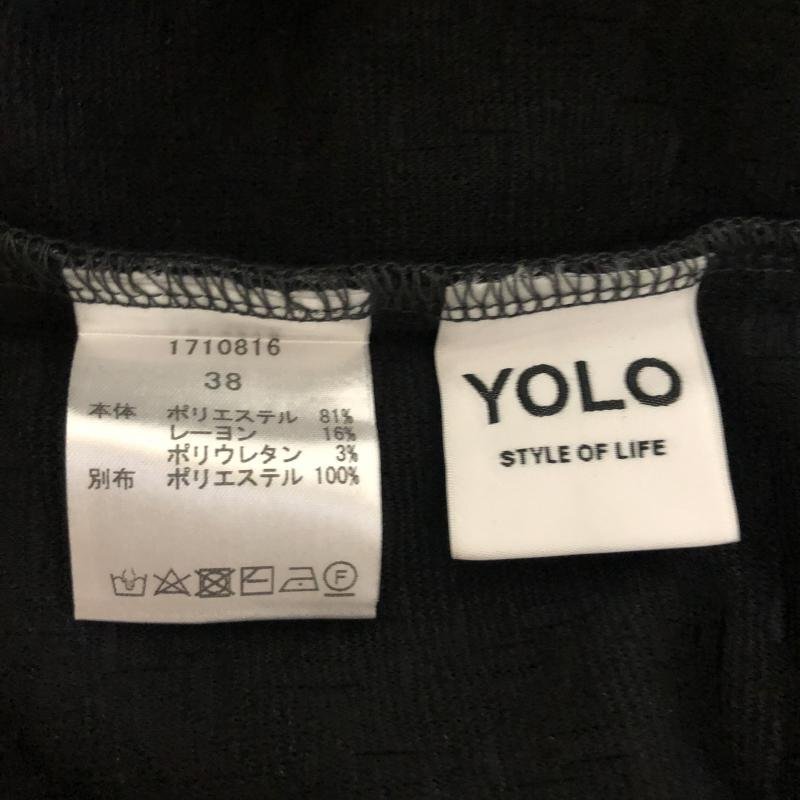 1710816
38
本体 ポリエステル 81%
レーヨン 16%
ポリウレタン 3%
別布 ポリエステル 100%
F
YOLO
STYLE OF LIFE